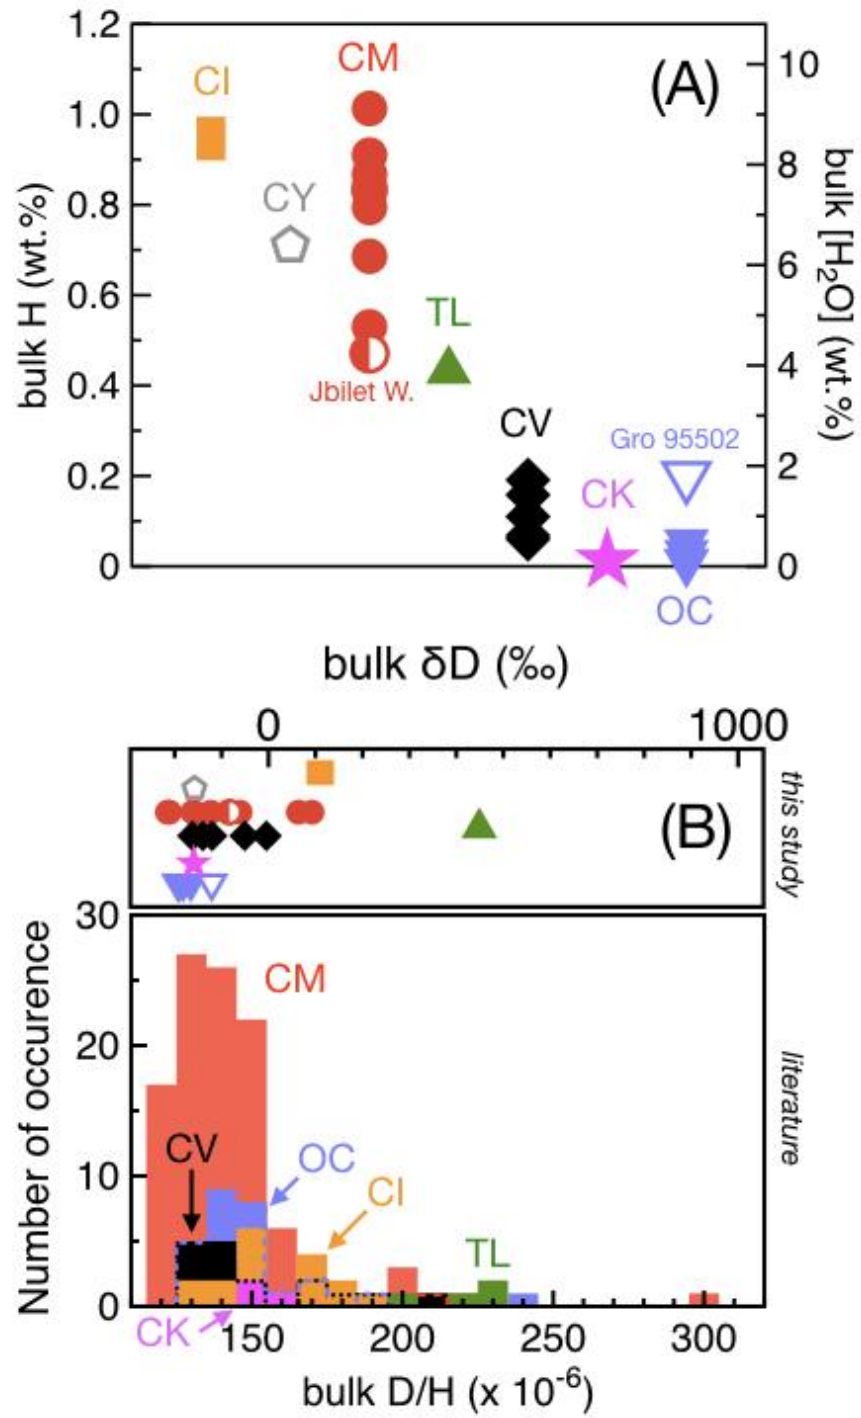 1.2
1.0
0.8
0.6
0.4
0.2
0
bulk H (wt.%)
10
8
6
4
2
0
bulk [H₂O] (wt.%)
(A)
CI
CM
CY
TL
Jbilet W.
CV
Gro 95502
CK
OC
bulk δD (‰)
0
1000
(B)
this study
30
20
10
0
Number of occurence
CM
CV
OC
CI
TL
CK
literature
150
200
250
300
bulk D/H (x 10⁻⁶)